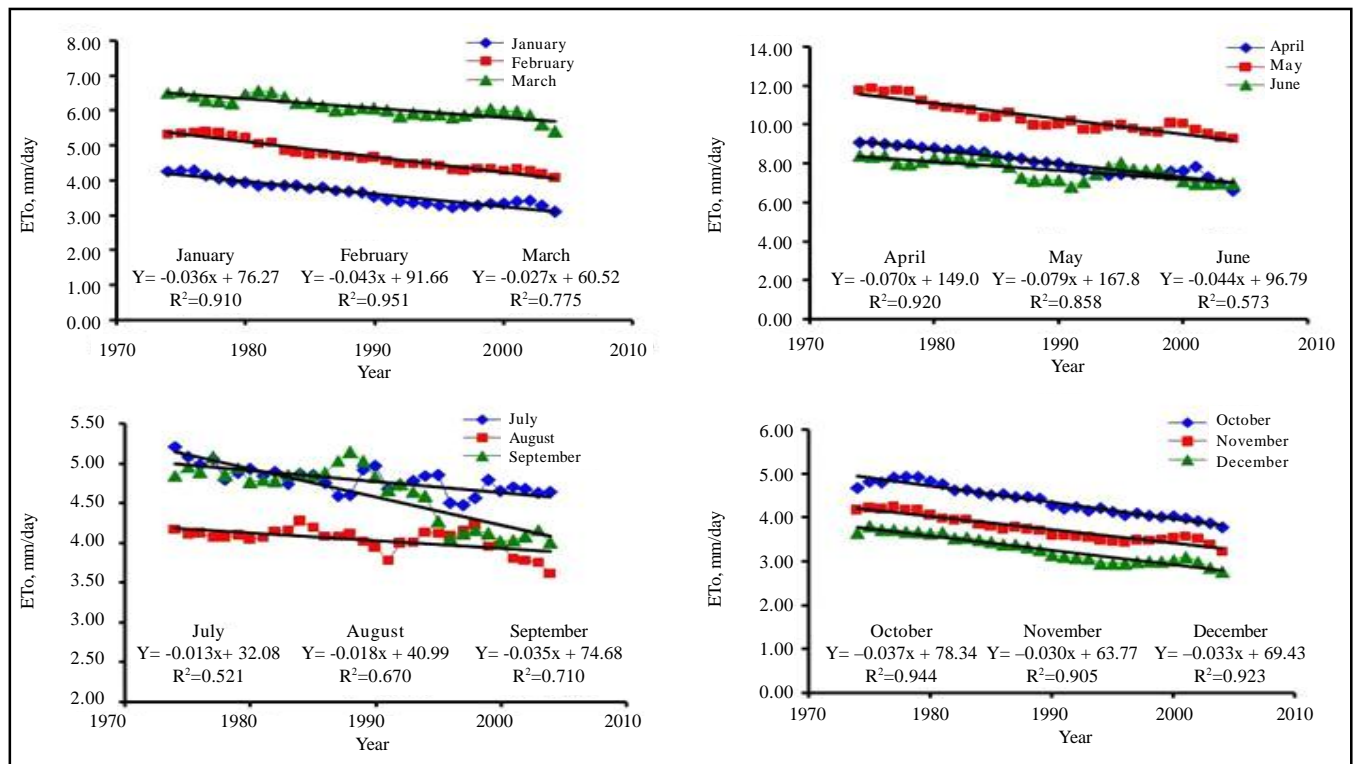 8.00
7.00
6.00
5.00
4.00
3.00
2.00
1.00
0.00
ETo, mm/day
January
February
March
January February March
Y= -0.036x + 76.27 Y= -0.043x + 91.66 Y= -0.027x + 60.52
R²=0.910 R²=0.951 R²=0.775
1970 1980 1990 2000 2010
Year
14.00
12.00
10.00
8.00
6.00
4.00
2.00
0.00
ETo, mm/day
April
May
June
April May June
Y= -0.070x + 149.0 Y= -0.079x + 167.8 Y= -0.044x + 96.79
R²=0.920 R²=0.858 R²=0.573
1970 1980 1990 2000 2010
Year
5.50
5.00
4.50
4.00
3.50
3.00
2.50
2.00
ETo, mm/day
July
August
September
July August September
Y= -0.013x+ 32.08 Y= -0.018x + 40.99 Y= -0.035x + 74.68
R²=0.521 R²=0.670 R²=0.710
1970 1980 1990 2000 2010
Year
6.00
5.00
4.00
3.00
2.00
1.00
0.00
ETo, mm/day
October
November
December
October November December
Y= –0.037x + 78.34 Y= –0.030x + 63.77 Y= –0.033x + 69.43
R²=0.944 R²=0.905 R²=0.923
1970 1980 1990 2000 2010
Year